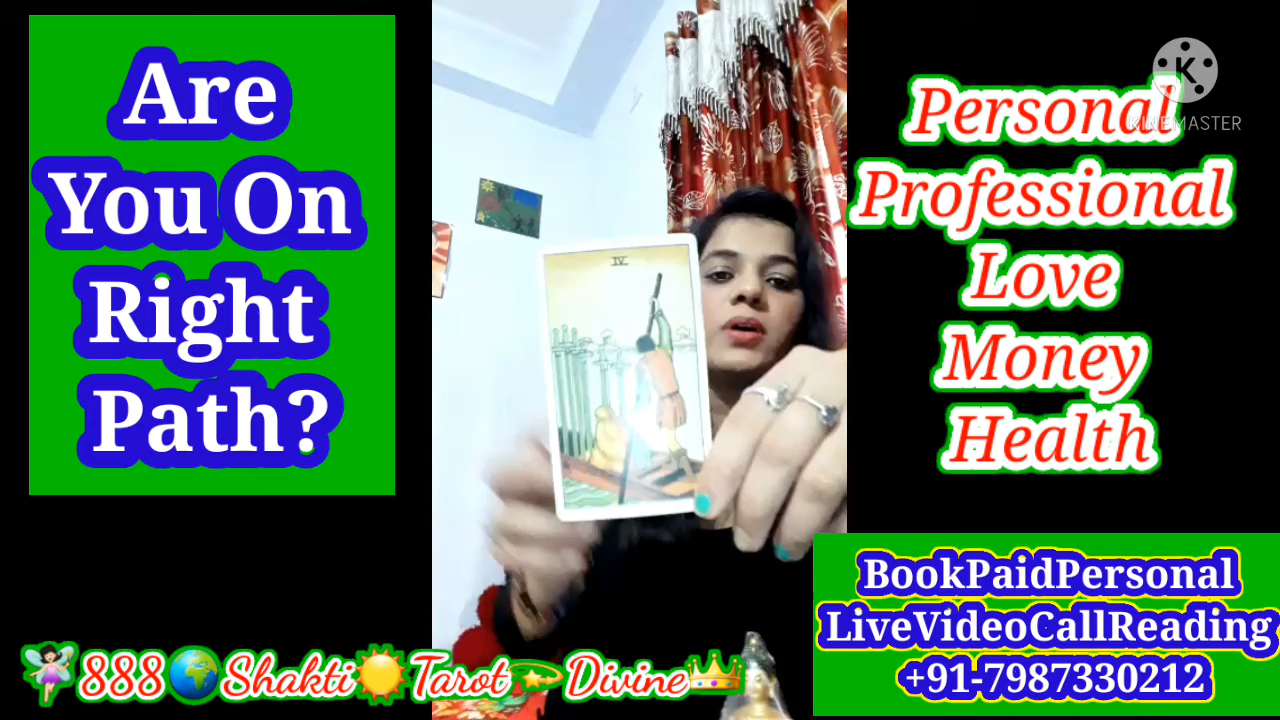 Are
You On
Right
Path?
IV
Personal
Professional
Love
Money
Health
K
KINEMASTER
BookPaidPersonal
LiveVideoCallReading
+91-7987330212
🧚🏻‍♀️888🌍Shakti☀️Tarot💫Divine👑